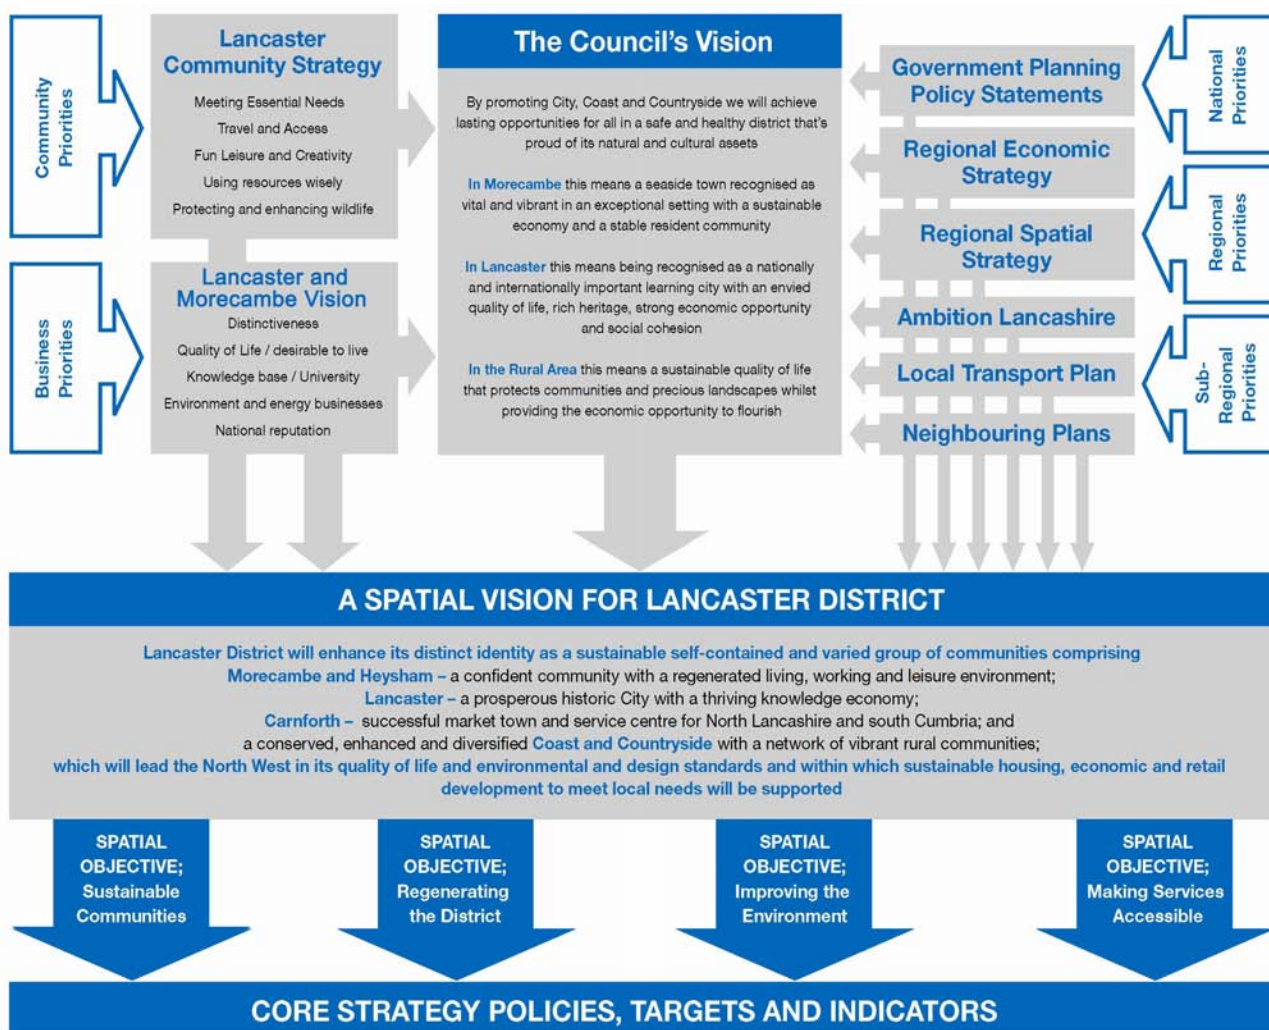 Community
Priorities
Lancaster
Community Strategy
Meeting Essential Needs
Travel and Access
Fun Leisure and Creativity
Using resources wisely
Protecting and enhancing wildlife
Business
Priorities
Lancaster and
Morecambe Vision
Distinctiveness
Quality of Life / desirable to live
Knowledge base / University
Environment and energy businesses
National reputation
The Council's Vision
By promoting City, Coast and Countryside we will achieve
lasting opportunities for all in a safe and healthy district that's
proud of its natural and cultural assets
In Morecambe this means a seaside town recognised as
vital and vibrant in an exceptional setting with a sustainable
economy and a stable resident community
In Lancaster this means being recognised as a nationally
and internationally important learning city with an envied
quality of life, rich heritage, strong economic opportunity
and social cohesion
In the Rural Area this means a sustainable quality of life
that protects communities and precious landscapes whilst
providing the economic opportunity to flourish
Government Planning
Policy Statements
Regional Economic
Strategy
Regional Spatial
Strategy
Ambition Lancashire
Local Transport Plan
Neighbouring Plans
National
Priorities
Regional
Priorities
Sub-
Regional
Priorities
A SPATIAL VISION FOR LANCASTER DISTRICT
Lancaster District will enhance its distinct identity as a sustainable self-contained and varied group of communities comprising
Morecambe and Heysham – a confident community with a regenerated living, working and leisure environment;
Lancaster – a prosperous historic City with a thriving knowledge economy;
Carnforth – successful market town and service centre for North Lancashire and south Cumbria; and
a conserved, enhanced and diversified Coast and Countryside with a network of vibrant rural communities;
which will lead the North West in its quality of life and environmental and design standards and within which sustainable housing, economic and retail
development to meet local needs will be supported
SPATIAL
OBJECTIVE;
Sustainable
Communities
SPATIAL
OBJECTIVE;
Regenerating
the District
SPATIAL
OBJECTIVE;
Improving the
Environment
SPATIAL
OBJECTIVE;
Making Services
Accessible
CORE STRATEGY POLICIES, TARGETS AND INDICATORS